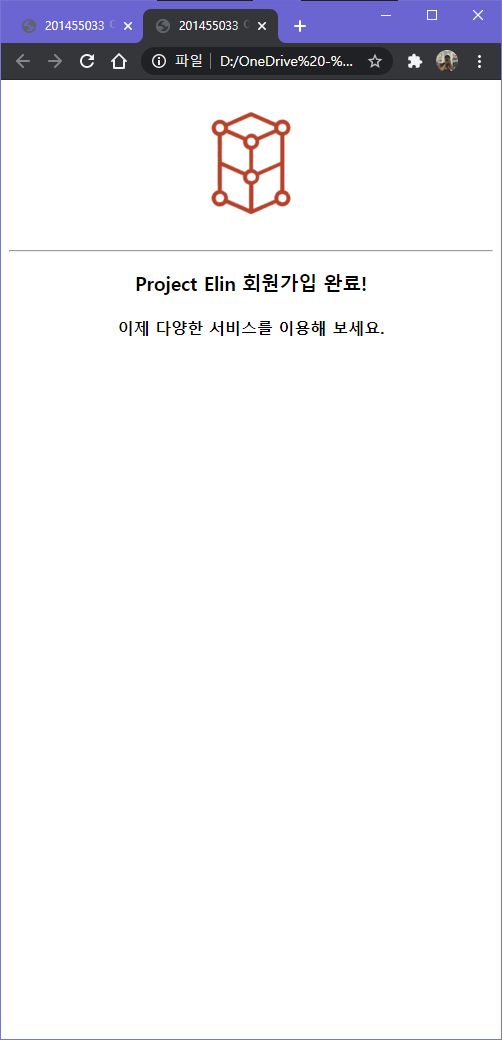 201455033
201455033
파일
D:/OneDrive%20-%...
Project Elin 회원가입 완료!
이제 다양한 서비스를 이용해 보세요.